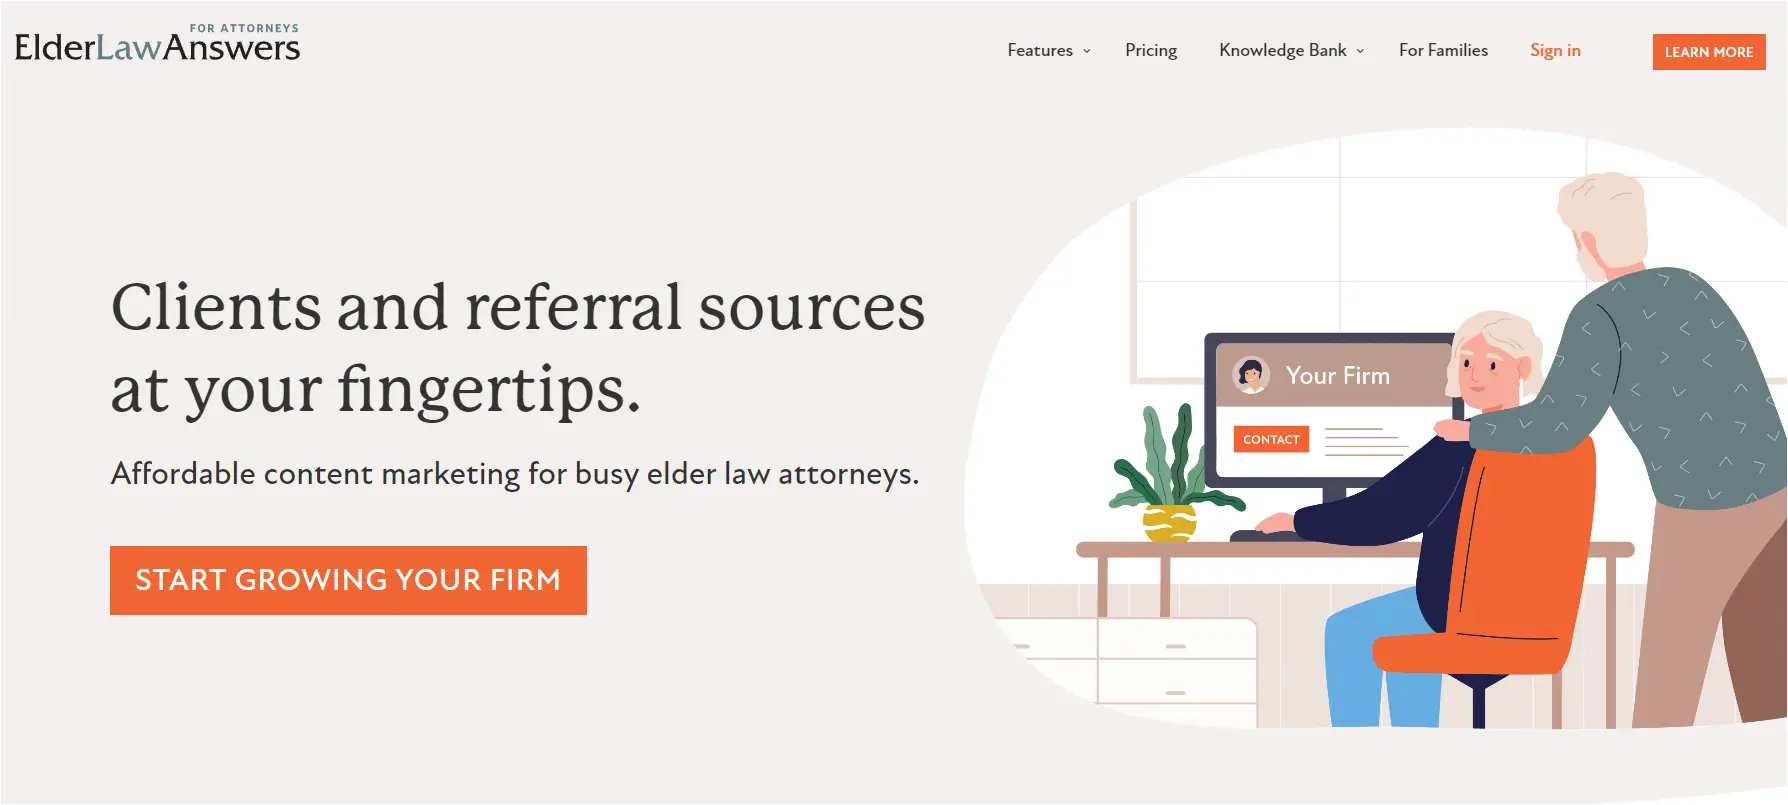 FOR ATTORNEYS
ElderLawAnswers
Features
Pricing
Knowledge Bank
For Families
Sign in
LEARN MORE
Clients and referral sources
at your fingertips.
Affordable content marketing for busy elder law attorneys.
START GROWING YOUR FIRM
Your Firm
CONTACT